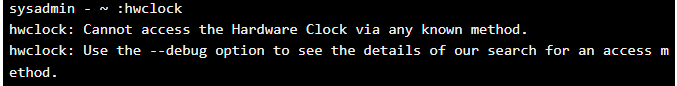 sysadmin - ~ :hwclock
hwclock: Cannot access the Hardware Clock via any known method.
hwclock: Use the --debug option to see the details of our search for an access m
ethod.